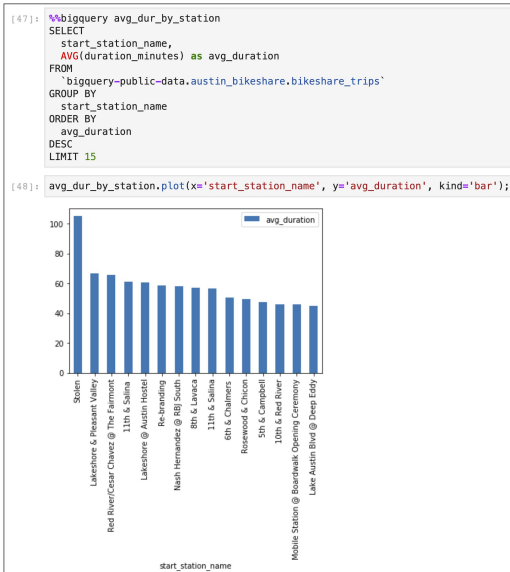 [47]: %%bigquery avg_dur_by_station
SELECT
start_station_name,
AVG(duration_minutes) as avg_duration
FROM
`bigquery-public-data.austin_bikeshare.bikeshare_trips`
GROUP BY
start_station_name
ORDER BY
avg_duration
DESC
LIMIT 15
[48]: avg_dur_by_station.plot(x='start_station_name', y='avg_duration', kind='bar');
avg_duration
100
80
60
40
20
0
Stolen
Lakeshore & Pleasant Valley
Red River/Cesar Chavez @ The Fairmont
11th & Salina
Lakeshore @ Austin Hostel
Re-branding
Nash Hernandez @ RBJ South
8th & Lavaca
11th & Salina
6th & Chalmers
Rosewood & Chicon
5th & Campbell
10th & Red River
Mobile Station @ Boardwalk Opening Ceremony
Lake Austin Blvd @ Deep Eddy
start_station_name